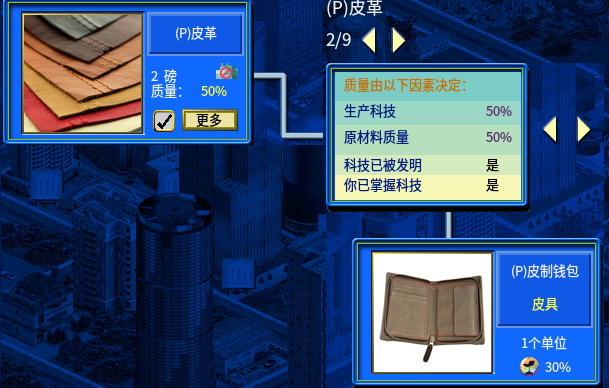 (P)皮革
2 磅
质量: 50%
更多
(P)皮革
2/9
质量由以下因素决定:
生产科技 50%
原材料质量 50%
科技已被发明 是
你已掌握科技 是
(P)皮制钱包
皮具
1个单位
30%